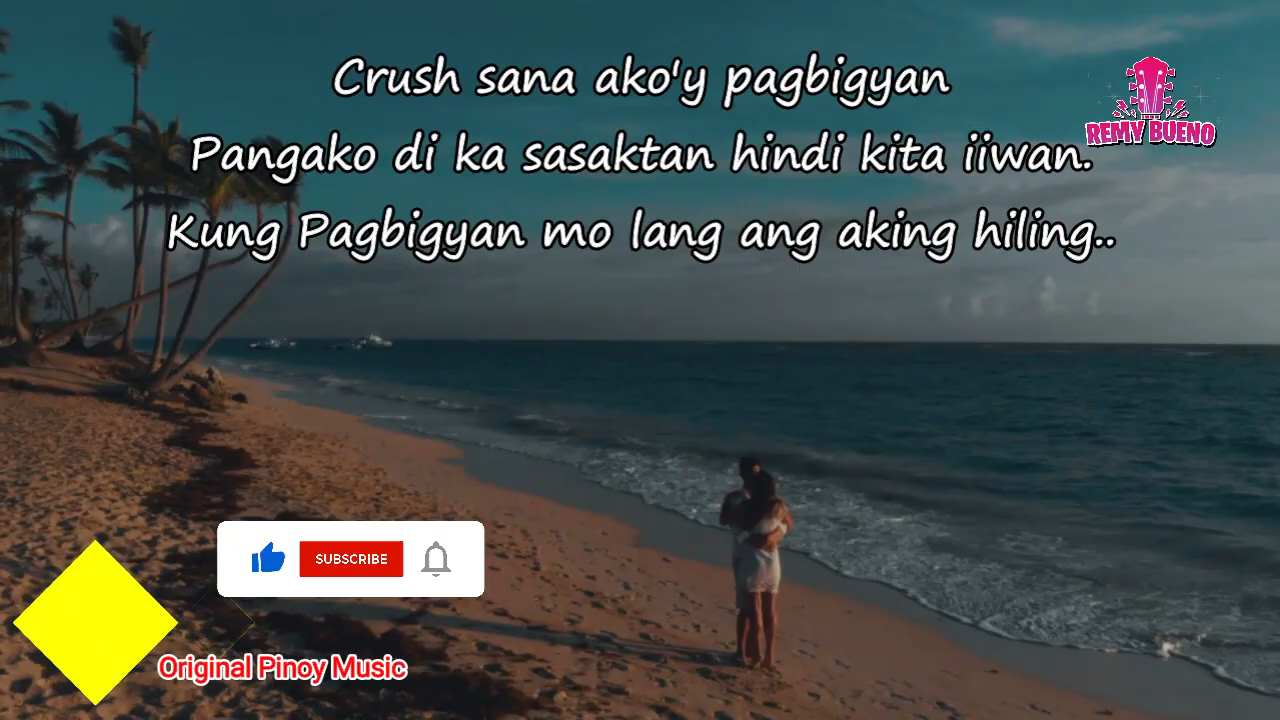 Crush sana ako'y pagbigyan
REMY BUENO
Pangako di ka sasaktan hindi kita iiwan.
Kung Pagbigyan mo lang ang aking hiling..
SUBSCRIBE
Original Pinoy Music